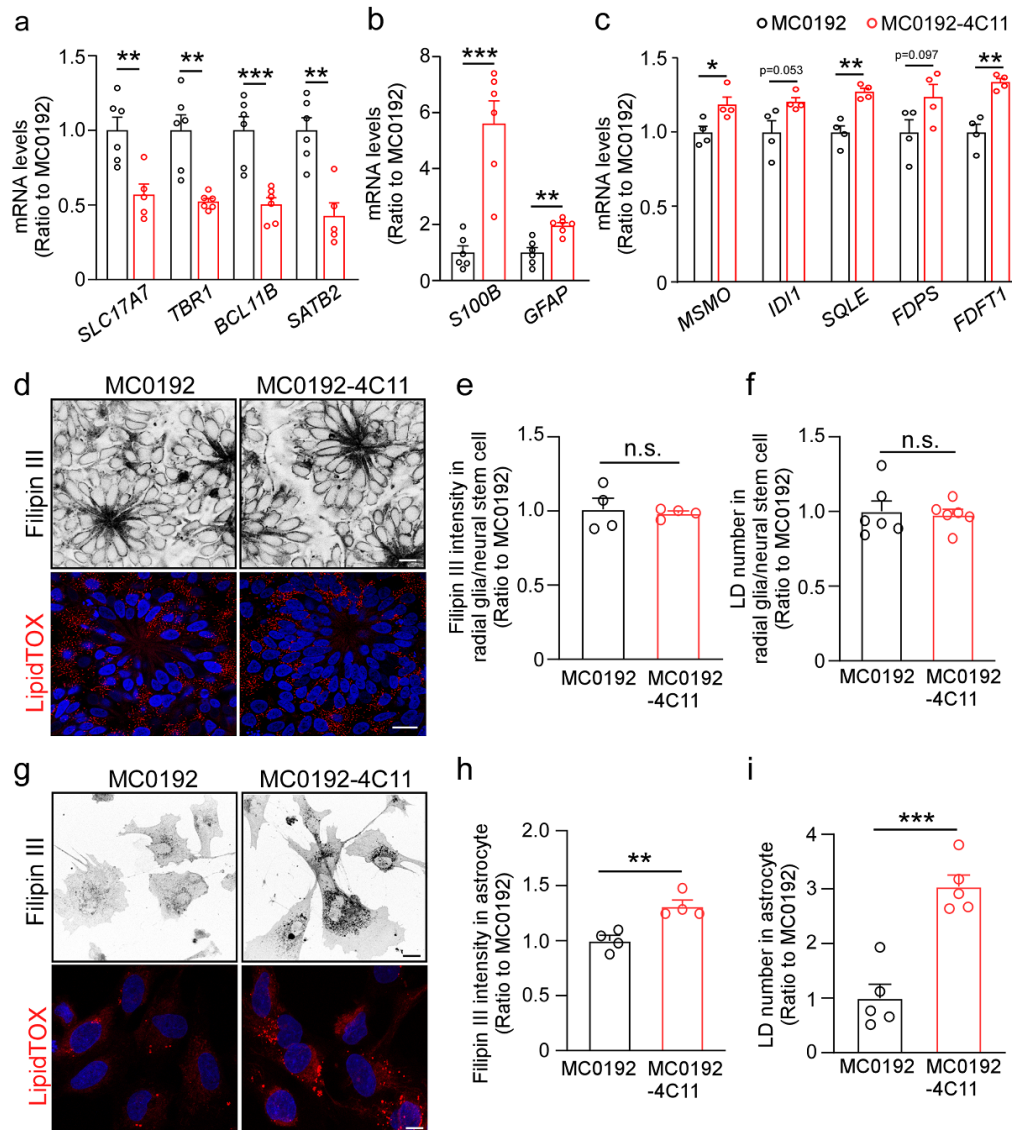 a
mRNA levels
(Ratio to MC0192)
1.5
1.0
0.5
0
**
**
***
**
SLC17A7
TBR1
BCL11B
SATB2
b
mRNA levels
(Ratio to MC0192)
8
6
4
2
0
***
**
S100B
GFAP
c
MC0192
MC0192-4C11
mRNA levels
(Ratio to MC0192)
1.5
1.0
0.5
0
*
p=0.053
**
p=0.097
**
MSMO
IDI1
SQLE
FDPS
FDFT1
d
MC0192
MC0192-4C11
Filipin III
LipidTOX
e
Filipin III intensity in
radial glia/neural stem cell
(Ratio to MC0192)
1.5
1.0
0.5
0
n.s.
MC0192
MC0192
-4C11
f
LD number in
radial glia/neural stem cell
(Ratio to MC0192)
1.5
1.0
0.5
0
n.s.
MC0192
MC0192
-4C11
g
MC0192
MC0192-4C11
Filipin III
LipidTOX
h
Filipin III intensity in astrocyte
(Ratio to MC0192)
2.0
1.5
1.0
0.5
0
**
MC0192
MC0192
-4C11
i
LD number in astrocyte
(Ratio to MC0192)
4
3
2
1
0
***
MC0192
MC0192
-4C11